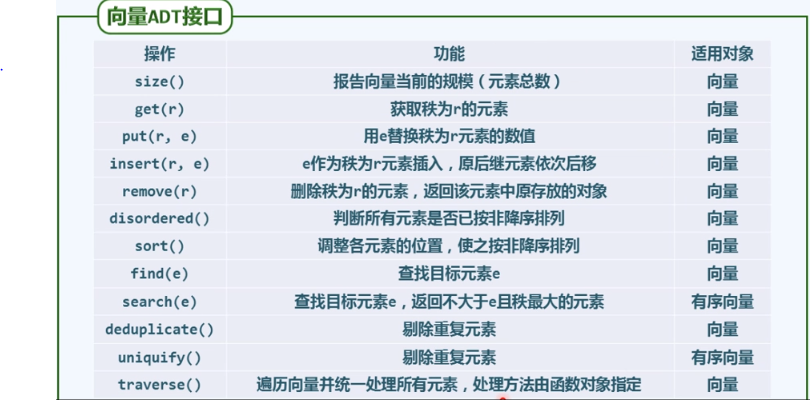 向量ADT接口
操作 功能 适用对象
size() 报告向量当前的规模（元素总数） 向量
get(r) 获取秩为r的元素 向量
put(r, e) 用e替换秩为r元素的数值 向量
insert(r, e) e作为秩为r元素插入，原后继元素依次后移 向量
remove(r) 删除秩为r的元素，返回该元素中原存放的对象 向量
disordered() 判断所有元素是否已按非降序排列 向量
sort() 调整各元素的位置，使之按非降序排列 向量
find(e) 查找目标元素e 向量
search(e) 查找目标元素e，返回不大于e且秩最大的元素 有序向量
deduplicate() 剔除重复元素 向量
uniquify() 剔除重复元素 有序向量
traverse() 遍历向量并统一处理所有元素，处理方法由函数对象指定 向量